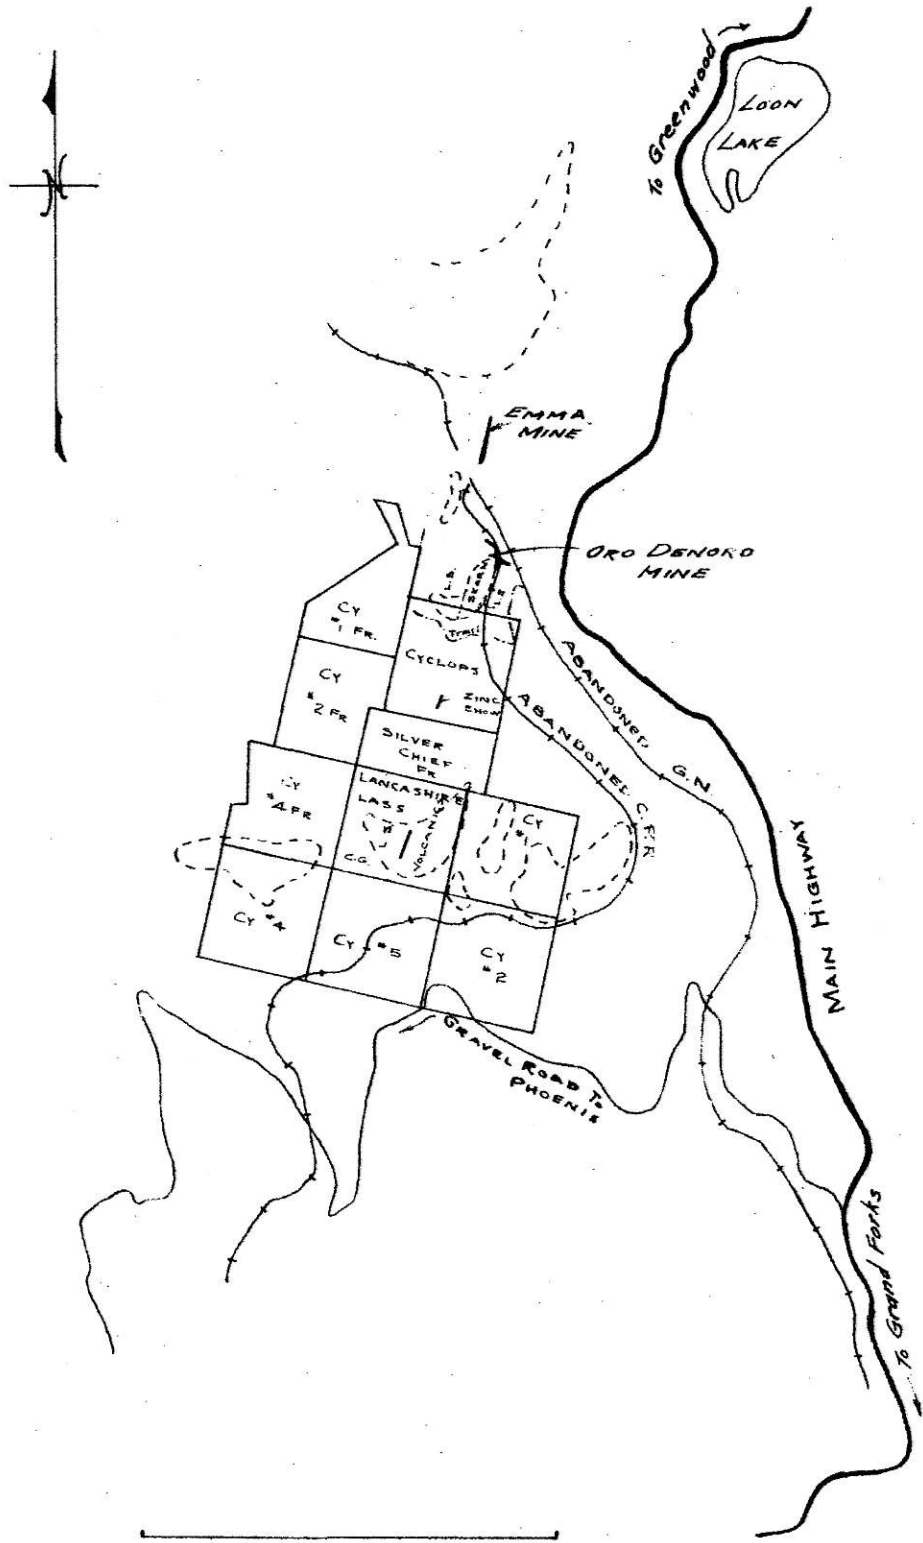 To Greenwood
LOON
LAKE
N
EMMA
MINE
ORO DENORO
MINE
L.S.
SKARN
CY
#1 FR.
CYCLOPS
ZINC
SHOW
CY
#2 FR
ABANDONED G.N.
ABANDONED C.P.R
SILVER
CHIEF
FR
CY
#4 FR
LANCASHIRE
LASS
VOLCANICS
C.G.
CY
CY #4
CY #5
CY
#2
MAIN HIGHWAY
GRAVEL ROAD TO
PHOENIX
To Grand Forks